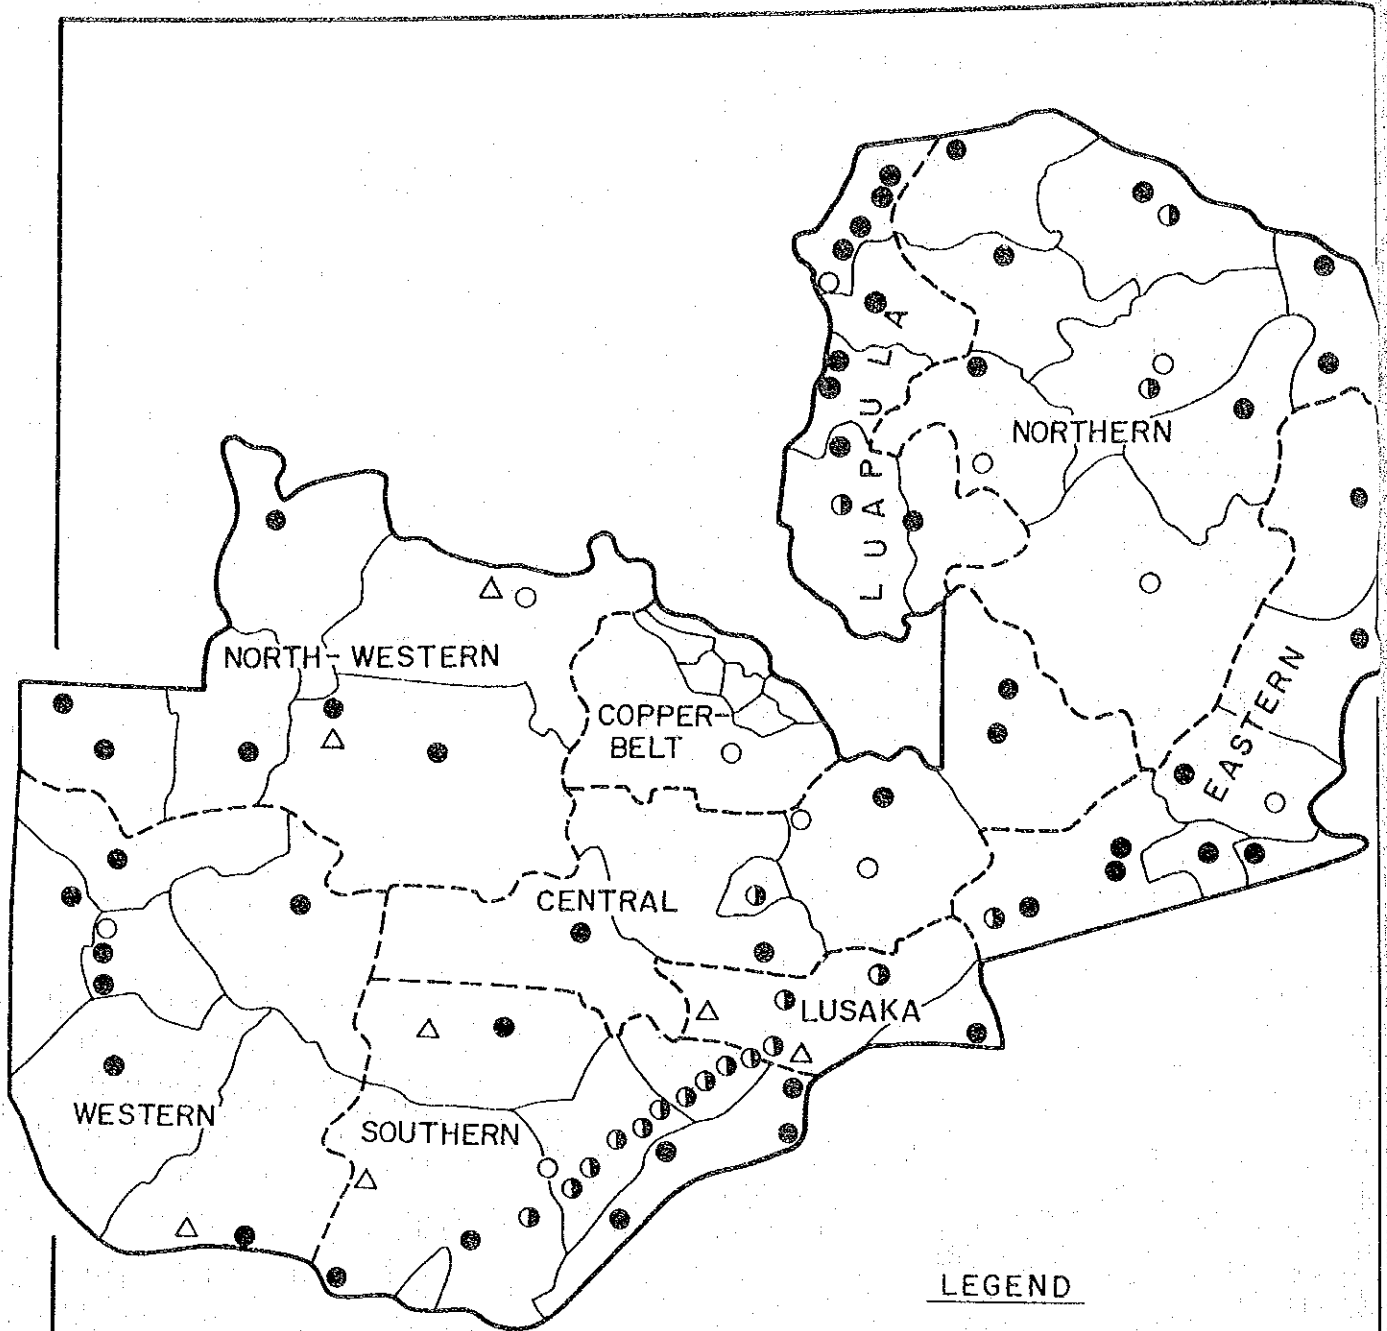 LUAPULA
NORTHERN
NORTH-WESTERN
COPPER-
BELT
EASTERN
CENTRAL
LUSAKA
WESTERN
SOUTHERN
LEGEND